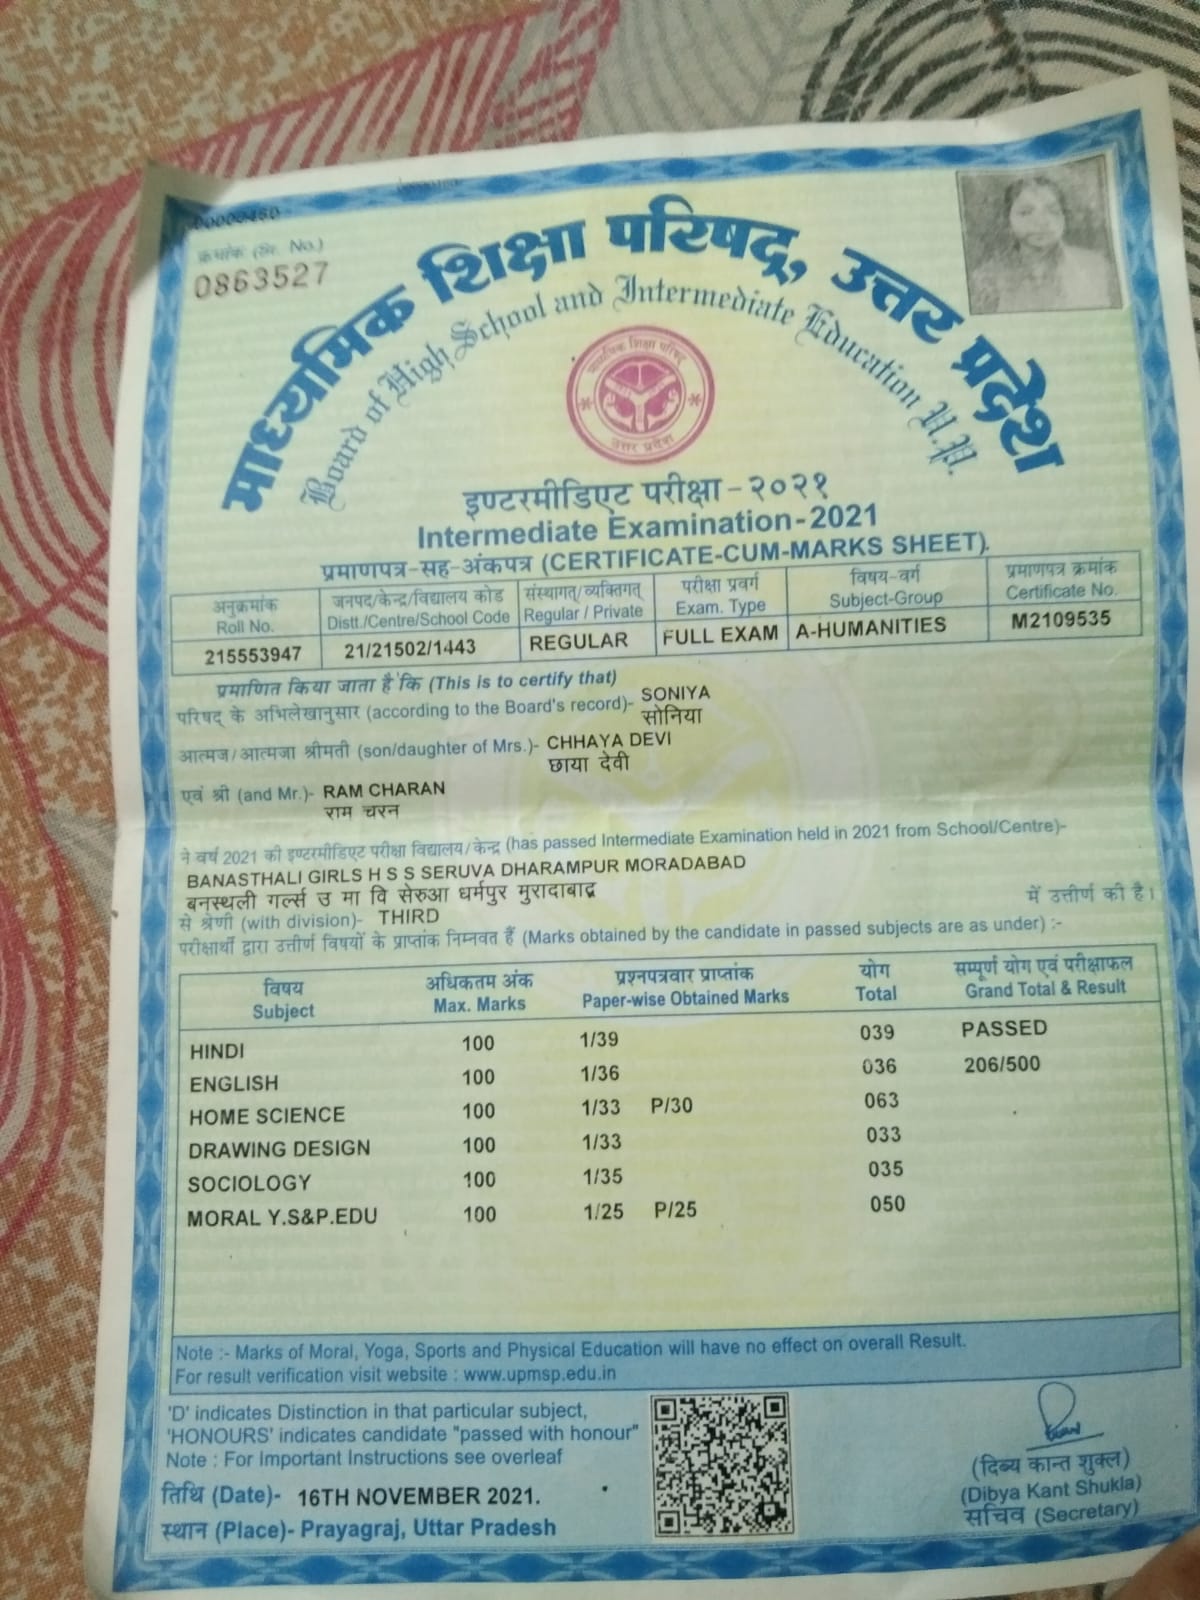 00000460
क्रमांक (Sr. No.)
0863527
माध्यमिक शिक्षा परिषद्, उत्तर प्रदेश
Board of High School and Intermediate Education U.P.
माध्यमिक शिक्षा परिषद्
उत्तर प्रदेश
इण्टरमीडिएट परीक्षा - २०२१
Intermediate Examination-2021
प्रमाणपत्र-सह-अंकपत्र (CERTIFICATE-CUM-MARKS SHEET).
अनुक्रमांक जनपद/केन्द्र/विद्यालय कोड संस्थागत/व्यक्तिगत् परीक्षा प्रवर्ग विषय-वर्ग प्रमाणपत्र क्रमांक
Roll No. Distt./Centre/School Code Regular / Private Exam. Type Subject-Group Certificate No.
215553947 21/21502/1443 REGULAR FULL EXAM A-HUMANITIES M2109535
प्रमाणित किया जाता है कि (This is to certify that)
परिषद् के अभिलेखानुसार (according to the Board's record)- SONIYA
सोनिया
आत्मज/आत्मजा श्रीमती (son/daughter of Mrs.)- CHHAYA DEVI
छाया देवी
एवं श्री (and Mr.)- RAM CHARAN
राम चरन
ने वर्ष 2021 की इण्टरमीडिएट परीक्षा विद्यालय/केन्द्र (has passed Intermediate Examination held in 2021 from School/Centre)-
BANASTHALI GIRLS H S S SERUVA DHARAMPUR MORADABAD
बनस्थली गर्ल्स उ मा वि सेरुआ धर्मपुर मुरादाबाद
में उत्तीर्ण की है।
से श्रेणी (with division)- THIRD
परीक्षार्थी द्वारा उत्तीर्ण विषयों के प्राप्तांक निम्नवत हैं (Marks obtained by the candidate in passed subjects are as under) :-
विषय अधिकतम अंक प्रश्नपत्रवार प्राप्तांक योग सम्पूर्ण योग एवं परीक्षाफल
Subject Max. Marks Paper-wise Obtained Marks Total Grand Total & Result
HINDI 100 1/39 039 PASSED
ENGLISH 100 1/36 036 206/500
HOME SCIENCE 100 1/33 P/30 063
DRAWING DESIGN 100 1/33 033
SOCIOLOGY 100 1/35 035
MORAL Y.S&P.EDU 100 1/25 P/25 050
Note :- Marks of Moral, Yoga, Sports and Physical Education will have no effect on overall Result.
For result verification visit website : www.upmsp.edu.in
'D' indicates Distinction in that particular subject,
'HONOURS' indicates candidate "passed with honour"
Note : For Important Instructions see overleaf
तिथि (Date)- 16TH NOVEMBER 2021.
स्थान (Place)- Prayagraj, Uttar Pradesh
(दिब्य कान्त शुक्ल)
(Dibya Kant Shukla)
सचिव (Secretary)